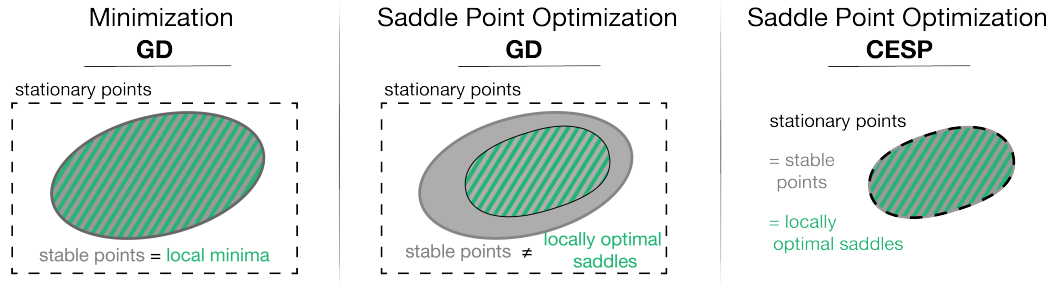 Minimization
GD
stationary points
stable points = local minima
Saddle Point Optimization
GD
stationary points
stable points ≠ locally optimal
saddles
Saddle Point Optimization
CESP
stationary points
= stable
points
= locally
optimal saddles